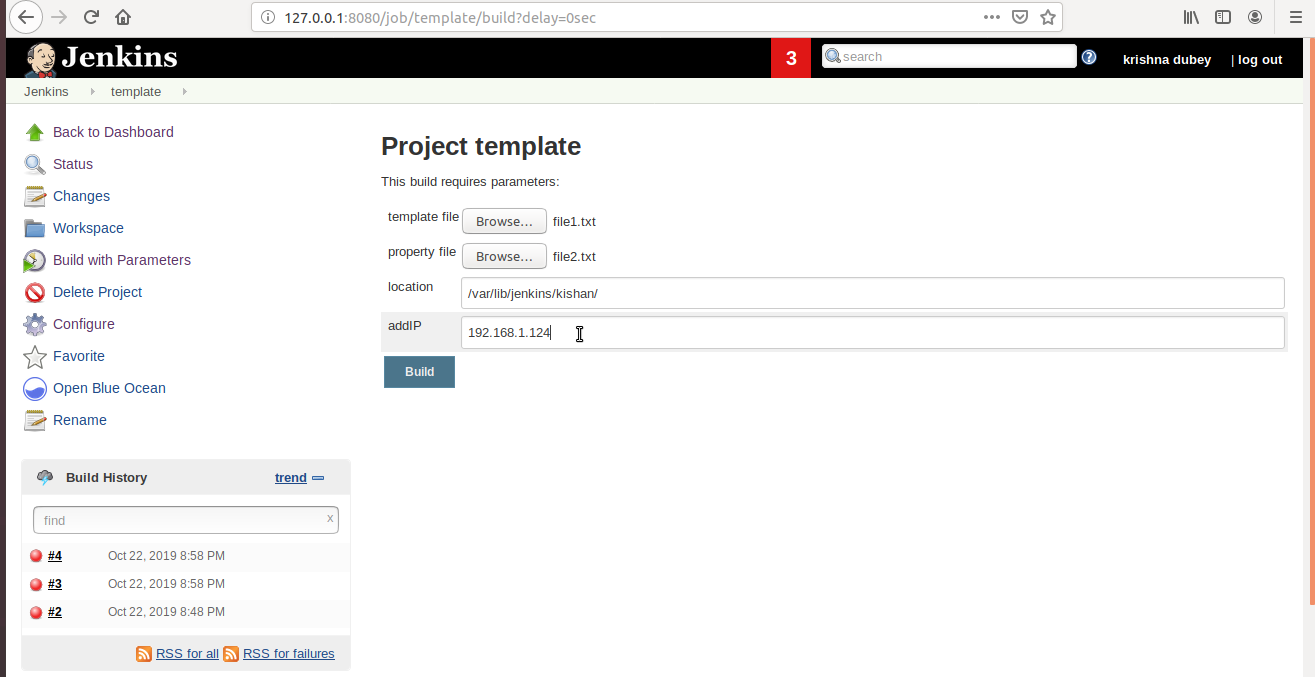 127.0.0.1:8080/job/template/build?delay=0sec
Jenkins
3
search
krishna dubey
| log out
Jenkins
template
Back to Dashboard
Status
Changes
Workspace
Build with Parameters
Delete Project
Configure
Favorite
Open Blue Ocean
Rename
Project template
This build requires parameters:
template file Browse... file1.txt
property file Browse... file2.txt
location /var/lib/jenkins/kishan/
addIP 192.168.1.124
Build
Build History trend
find x
#4 Oct 22, 2019 8:58 PM
#3 Oct 22, 2019 8:58 PM
#2 Oct 22, 2019 8:48 PM
RSS for all RSS for failures